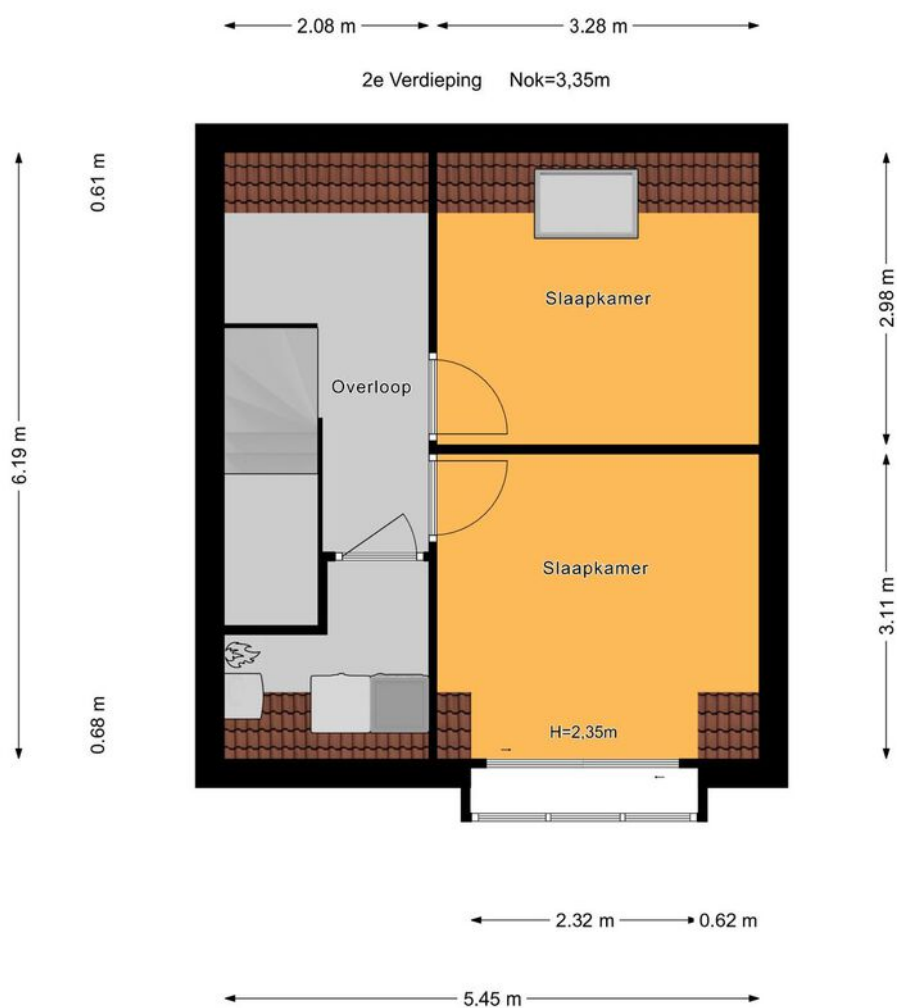 2.08 m
3.28 m
2e Verdieping Nok=3,35m
0.61 m
2.98 m
Slaapkamer
Overloop
6.19 m
Slaapkamer
3.11 m
0.68 m
H=2,35m
2.32 m
0.62 m
5.45 m